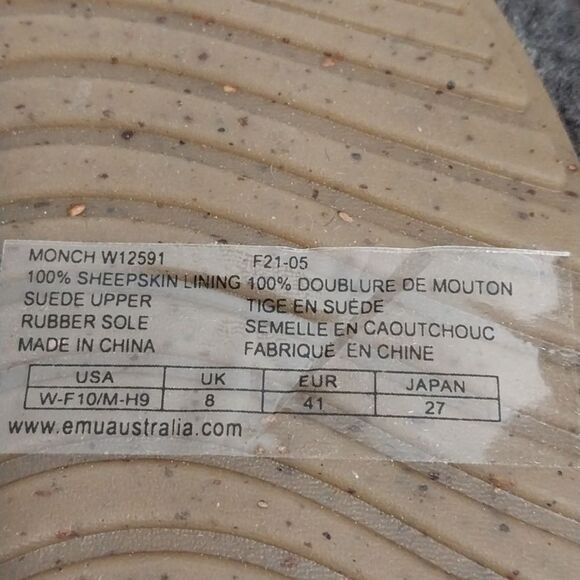 MONCH W12591 F21-05
100% SHEEPSKIN LINING 100% DOUBLURE DE MOUTON
SUEDE UPPER TIGE EN SUÈDE
RUBBER SOLE SEMELLE EN CAOUTCHOUC
MADE IN CHINA FABRIQUÉ EN CHINE
USA UK EUR JAPAN
W-F10/M-H9 8 41 27
www.emuaustralia.com